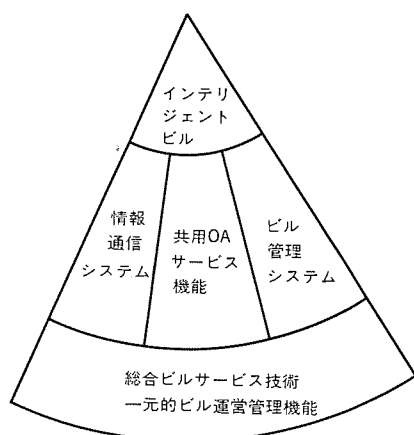 インテリ
ジェント
ビル
情報
通信
システム
共用OA
サービス
機能
ビル
管理
システム
総合ビルサービス技術
一元的ビル運営管理機能